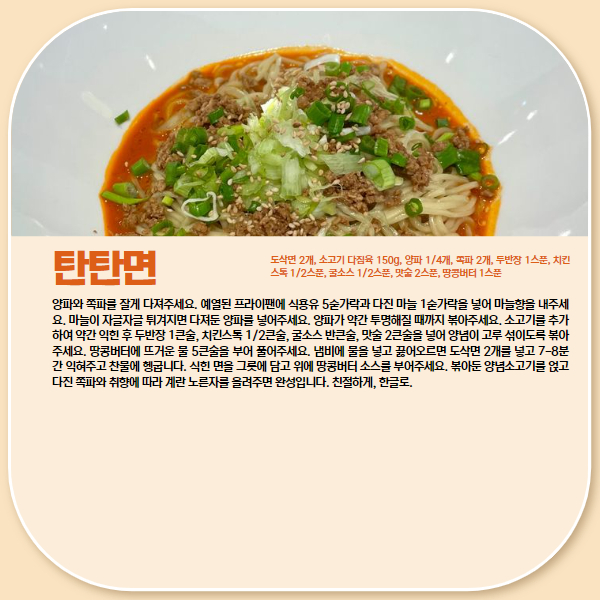 탄탄면
도삭면 2개, 소고기 다짐육 150g, 양파 1/4개, 쪽파 2개, 두반장 1스푼, 치킨
스톡 1/2스푼, 굴소스 1/2스푼, 맛술 2스푼, 땅콩버터 1스푼
양파와 쪽파를 잘게 다져주세요. 예열된 프라이팬에 식용유 5숟가락과 다진 마늘 1숟가락을 넣어 마늘향을 내주세
요. 마늘이 자글자글 튀겨지면 다져둔 양파를 넣어주세요. 양파가 약간 투명해질 때까지 볶아주세요. 소고기를 추가
하여 약간 익힌 후 두반장 1큰술, 치킨스톡 1/2큰술, 굴소스 반큰술, 맛술 2큰술을 넣어 양념이 고루 섞이도록 볶아
주세요. 땅콩버터에 뜨거운 물 5큰술을 부어 풀어주세요. 냄비에 물을 넣고 끓어오르면 도삭면 2개를 넣고 7-8분
간 익혀주고 찬물에 헹굽니다. 식힌 면을 그릇에 담고 위에 땅콩버터 소스를 부어주세요. 볶아둔 양념소고기를 얹고
다진 쪽파와 취향에 따라 계란 노른자를 올려주면 완성입니다. 친절하게, 한글로.